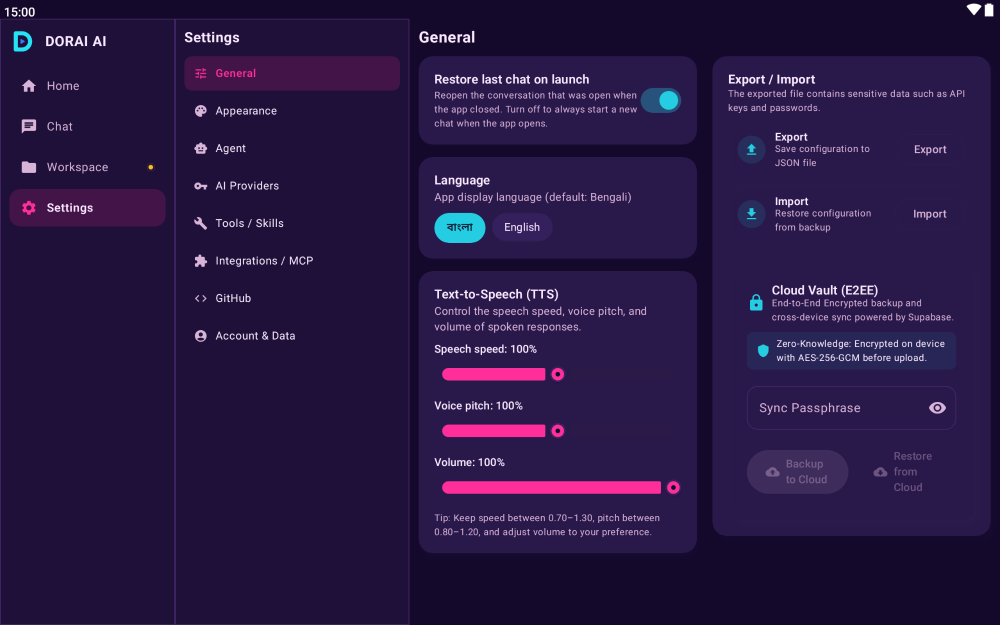 15:00
DORAI AI
Home
Chat
Workspace
Settings
Settings
General
Appearance
Agent
AI Providers
Tools / Skills
Integrations / MCP
GitHub
Account & Data
General
Restore last chat on launch
Reopen the conversation that was open when
the app closed. Turn off to always start a new
chat when the app opens.
Language
App display language (default: Bengali)
বাংলা
English
Text-to-Speech (TTS)
Control the speech speed, voice pitch, and
volume of spoken responses.
Speech speed: 100%
Voice pitch: 100%
Volume: 100%
Tip: Keep speed between 0.70–1.30, pitch between
0.80–1.20, and adjust volume to your preference.
Export / Import
The exported file contains sensitive data such as API
keys and passwords.
Export
Save configuration to
JSON file
Export
Import
Restore configuration
from backup
Import
Cloud Vault (E2EE)
End-to-End Encrypted backup and
cross-device sync powered by Supabase.
Zero-Knowledge: Encrypted on device
with AES-256-GCM before upload.
Sync Passphrase
Backup
to Cloud
Restore
from
Cloud